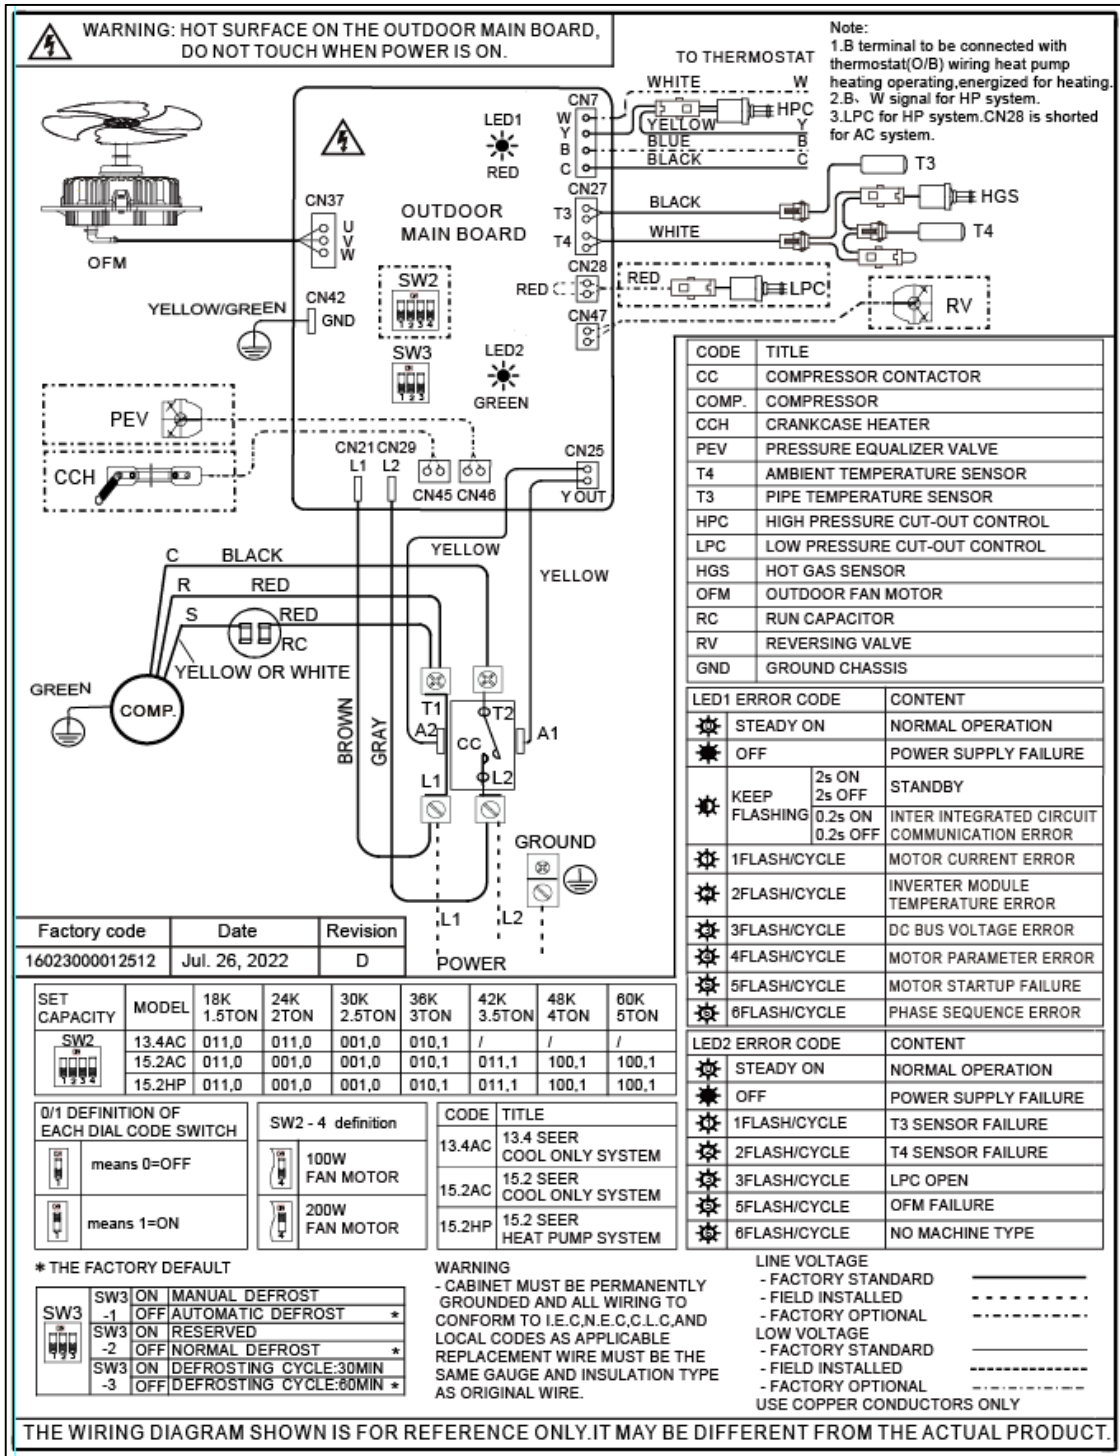 WARNING: HOT SURFACE ON THE OUTDOOR MAIN BOARD,
DO NOT TOUCH WHEN POWER IS ON.
Note:
1.B terminal to be connected with
thermostat(O/B) wiring heat pump
heating operating,energized for heating.
2.B、W signal for HP system.
3.LPC for HP system.CN28 is shorted
for AC system.
TO THERMOSTAT
WHITE W
CN7
W
Y
B
C
HPC
YELLOW Y
BLUE B
BLACK C
LED1
RED
CN37
U
V
W
OFM
OUTDOOR
MAIN BOARD
CN27
T3
T4
BLACK
WHITE
T3
HGS
T4
CN28
RED
RED
LPC
CN47
RV
SW2
ON
1 2 3 4
YELLOW/GREEN
CN42
GND
SW3
ON
1 2 3
LED2
GREEN
PEV
CCH
CN21 CN29
L1 L2
CN45 CN46
CN25
Y OUT
YELLOW
YELLOW
C BLACK
R RED
S RED
RC
YELLOW OR WHITE
GREEN
COMP.
BROWN
GRAY
T1
T2
A2
CC
A1
L1
L2
GROUND
L1
L2
POWER
CODE TITLE
CC COMPRESSOR CONTACTOR
COMP. COMPRESSOR
CCH CRANKCASE HEATER
PEV PRESSURE EQUALIZER VALVE
T4 AMBIENT TEMPERATURE SENSOR
T3 PIPE TEMPERATURE SENSOR
HPC HIGH PRESSURE CUT-OUT CONTROL
LPC LOW PRESSURE CUT-OUT CONTROL
HGS HOT GAS SENSOR
OFM OUTDOOR FAN MOTOR
RC RUN CAPACITOR
RV REVERSING VALVE
GND GROUND CHASSIS
LED1 ERROR CODE CONTENT
STEADY ON NORMAL OPERATION
OFF POWER SUPPLY FAILURE
KEEP FLASHING
2s ON
2s OFF
STANDBY
0.2s ON
0.2s OFF
INTER INTEGRATED CIRCUIT
COMMUNICATION ERROR
1FLASH/CYCLE MOTOR CURRENT ERROR
2FLASH/CYCLE INVERTER MODULE
TEMPERATURE ERROR
3FLASH/CYCLE DC BUS VOLTAGE ERROR
4FLASH/CYCLE MOTOR PARAMETER ERROR
5FLASH/CYCLE MOTOR STARTUP FAILURE
6FLASH/CYCLE PHASE SEQUENCE ERROR
LED2 ERROR CODE CONTENT
STEADY ON NORMAL OPERATION
OFF POWER SUPPLY FAILURE
1FLASH/CYCLE T3 SENSOR FAILURE
2FLASH/CYCLE T4 SENSOR FAILURE
3FLASH/CYCLE LPC OPEN
5FLASH/CYCLE OFM FAILURE
6FLASH/CYCLE NO MACHINE TYPE
Factory code Date Revision
16023000012512 Jul. 26, 2022 D
SET
CAPACITY
MODEL
18K
1.5TON
24K
2TON
30K
2.5TON
36K
3TON
42K
3.5TON
48K
4TON
60K
5TON
SW2
ON
1 2 3 4
13.4AC 011,0 011,0 001,0 010,1 / / /
15.2AC 011,0 001,0 001,0 010,1 011,1 100,1 100,1
15.2HP 011,0 001,0 001,0 010,1 011,1 100,1 100,1
0/1 DEFINITION OF
EACH DIAL CODE SWITCH
means 0=OFF
means 1=ON
SW2 - 4 definition
100W
FAN MOTOR
200W
FAN MOTOR
CODE TITLE
13.4AC 13.4 SEER
COOL ONLY SYSTEM
15.2AC 15.2 SEER
COOL ONLY SYSTEM
15.2HP 15.2 SEER
HEAT PUMP SYSTEM
* THE FACTORY DEFAULT
SW3
ON
1 2 3
SW3 -1 ON MANUAL DEFROST
OFF AUTOMATIC DEFROST *
SW3 -2 ON RESERVED
OFF NORMAL DEFROST *
SW3 -3 ON DEFROSTING CYCLE:30MIN
OFF DEFROSTING CYCLE:60MIN *
WARNING
- CABINET MUST BE PERMANENTLY
GROUNDED AND ALL WIRING TO
CONFORM TO I.E.C,N.E.C,C.L.C,AND
LOCAL CODES AS APPLICABLE
REPLACEMENT WIRE MUST BE THE
SAME GAUGE AND INSULATION TYPE
AS ORIGINAL WIRE.
LINE VOLTAGE
- FACTORY STANDARD
- FIELD INSTALLED
- FACTORY OPTIONAL
LOW VOLTAGE
- FACTORY STANDARD
- FIELD INSTALLED
- FACTORY OPTIONAL
USE COPPER CONDUCTORS ONLY
THE WIRING DIAGRAM SHOWN IS FOR REFERENCE ONLY.IT MAY BE DIFFERENT FROM THE ACTUAL PRODUCT.